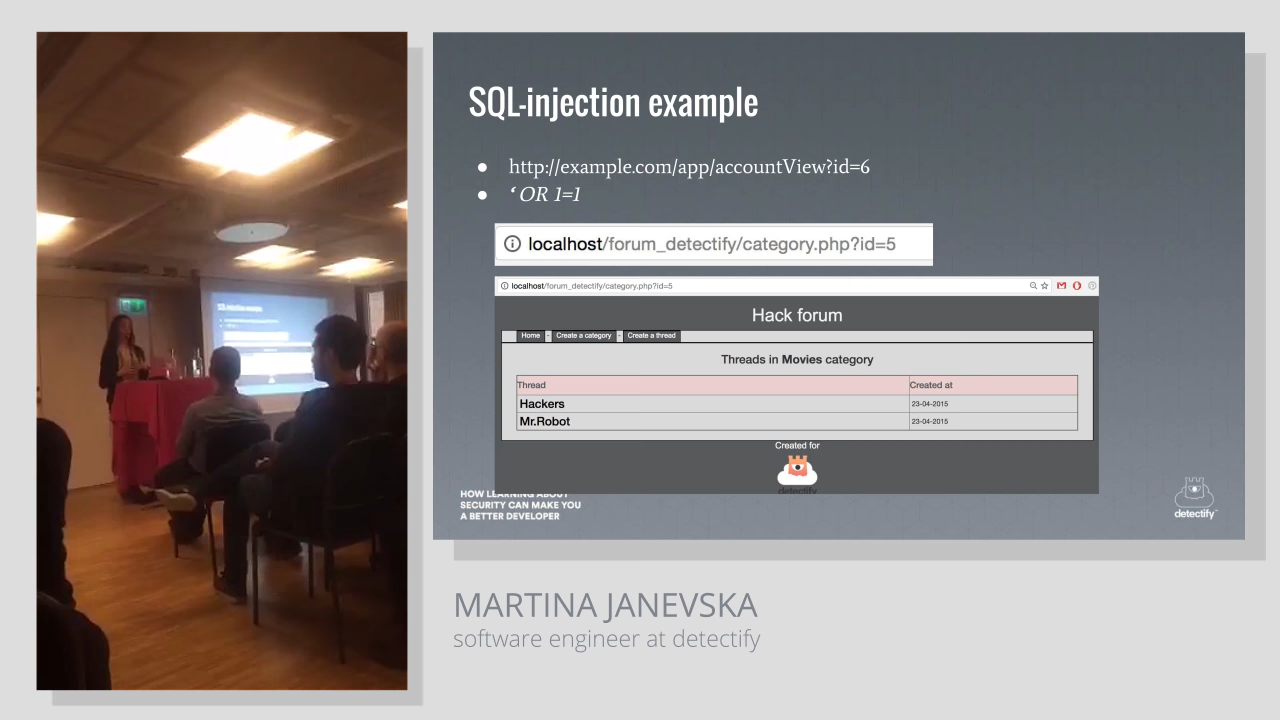 SQL-injection example
● http://example.com/app/accountView?id=6
● ‘ OR 1=1
localhost/forum_detectify/category.php?id=5
localhost/forum_detectify/category.php?id=5
Hack forum
Home - Create a category - Create a thread
Threads in Movies category
Thread Created at
Hackers 23-04-2015
Mr.Robot 23-04-2015
Created for
detectify
HOW LEARNING ABOUT
SECURITY CAN MAKE YOU
A BETTER DEVELOPER
detectify
MARTINA JANEVSKA
software engineer at detectify